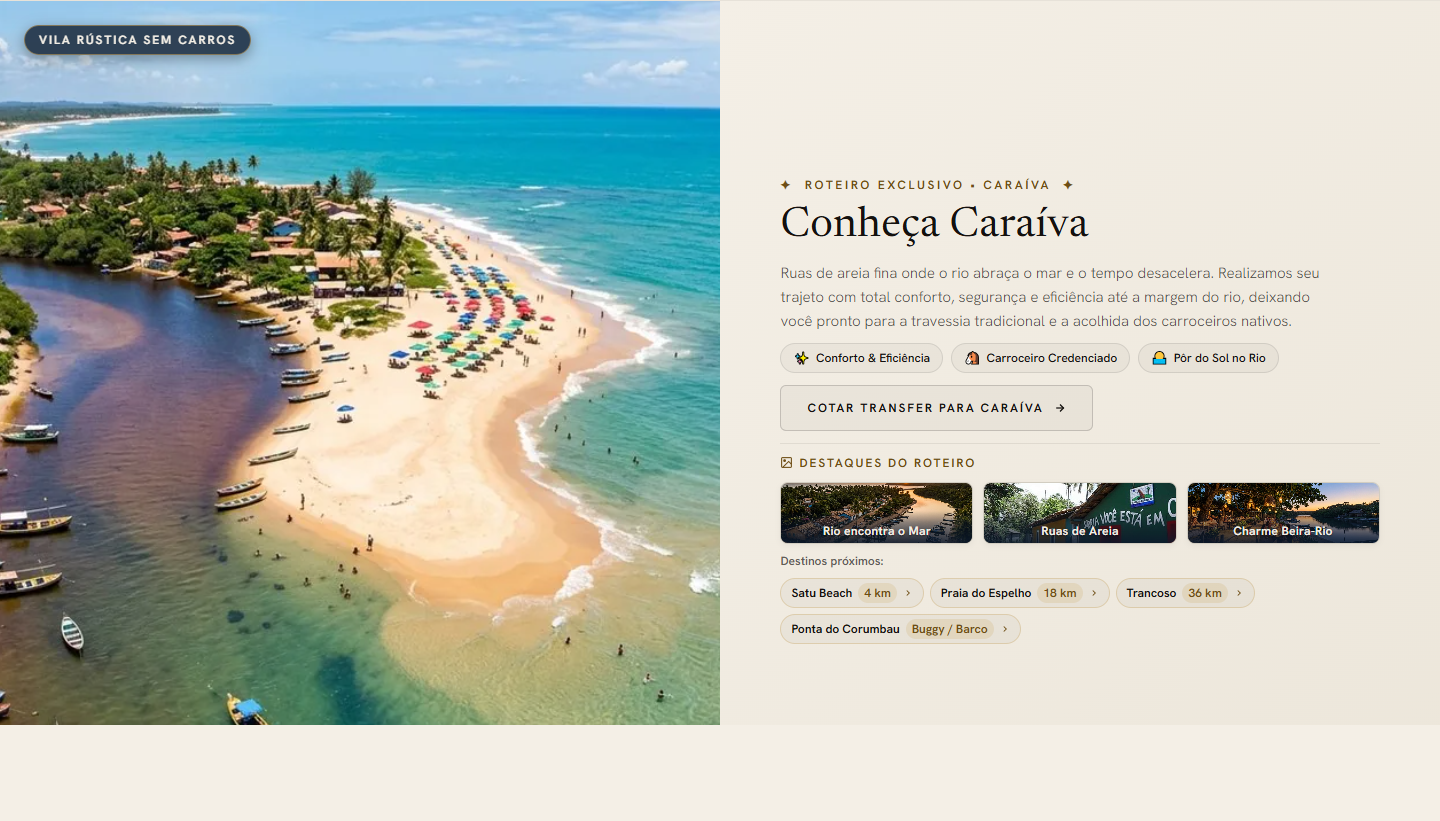 VILA RÚSTICA SEM CARROS
✦ ROTEIRO EXCLUSIVO • CARAÍVA ✦
Conheça Caraíva
Ruas de areia fina onde o rio abraça o mar e o tempo desacelera. Realizamos seu
trajeto com total conforto, segurança e eficiência até a margem do rio, deixando
você pronto para a travessia tradicional e a acolhida dos carroceiros nativos.
Conforto & Eficiência
Carroceiro Credenciado
Pôr do Sol no Rio
COTAR TRANSFER PARA CARAÍVA →
DESTAQUES DO ROTEIRO
VOCÊ ESTÁ EM
Rio encontra o Mar
Ruas de Areia
Charme Beira-Rio
Destinos próximos:
Satu Beach 4 km ›
Praia do Espelho 18 km ›
Trancoso 36 km ›
Ponta do Corumbau Buggy / Barco ›